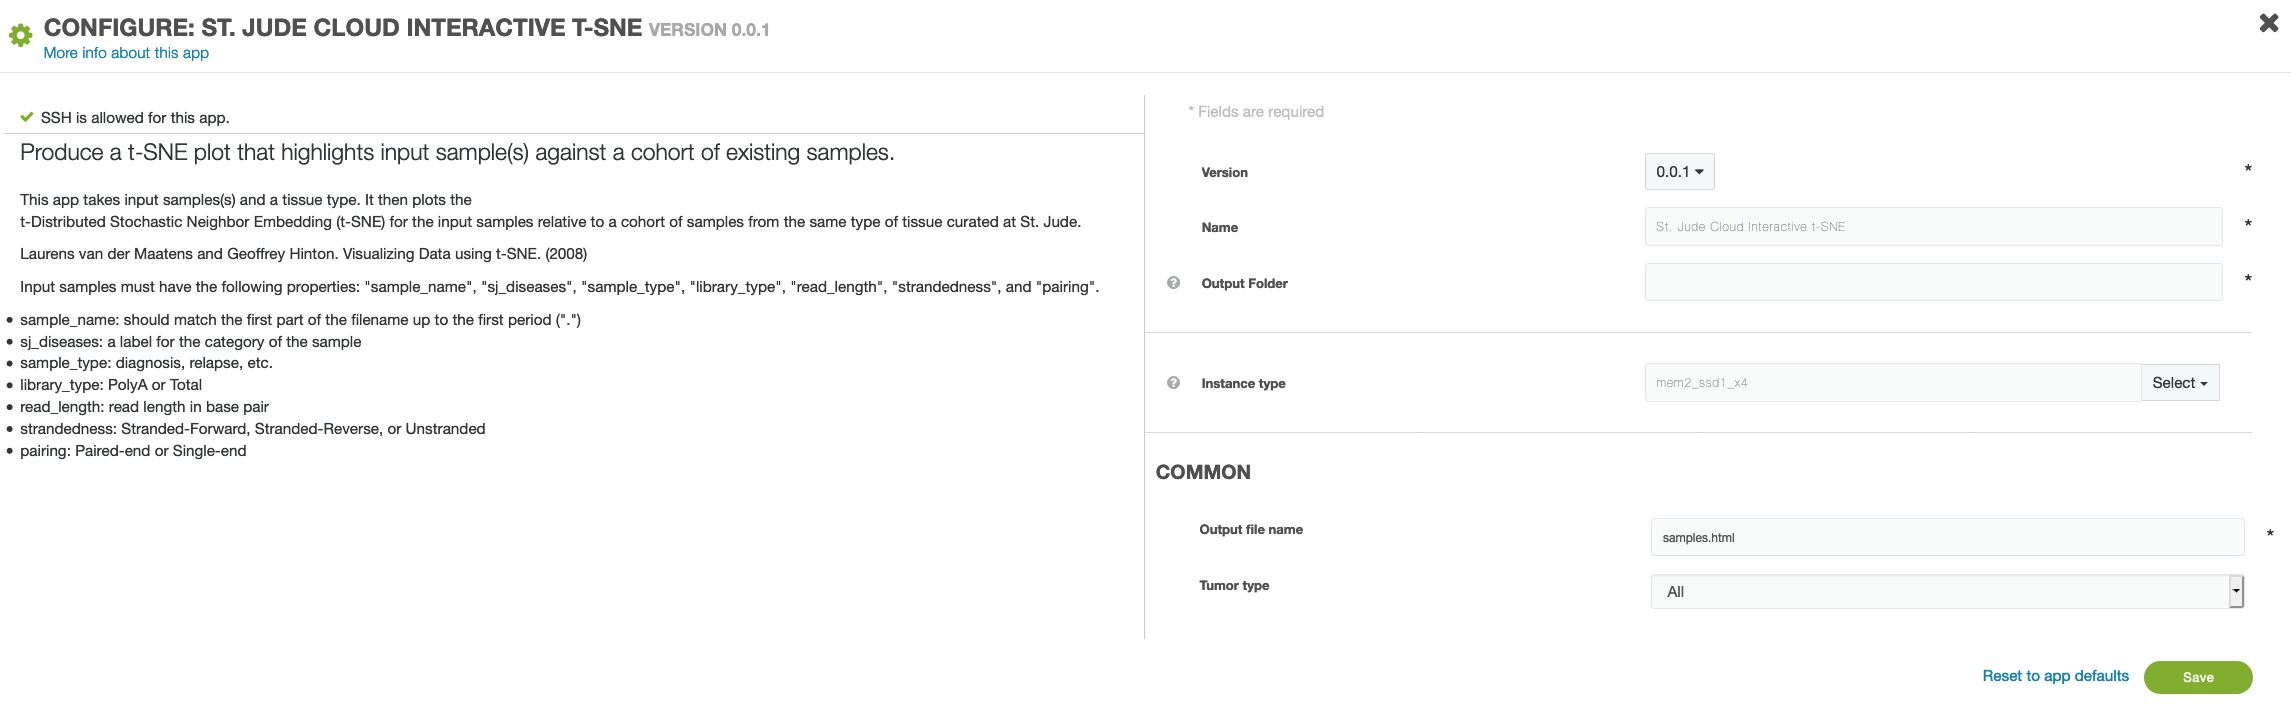 CONFIGURE: ST. JUDE CLOUD INTERACTIVE T-SNE VERSION 0.0.1
More info about this app
SSH is allowed for this app.
Produce a t-SNE plot that highlights input sample(s) against a cohort of existing samples.
This app takes input samples(s) and a tissue type. It then plots the
t-Distributed Stochastic Neighbor Embedding (t-SNE) for the input samples relative to a cohort of samples from the same type of tissue curated at St. Jude.
Laurens van der Maatens and Geoffrey Hinton. Visualizing Data using t-SNE. (2008)
Input samples must have the following properties: "sample_name", "sj_diseases", "sample_type", "library_type", "read_length", "strandedness", and "pairing".
• sample_name: should match the first part of the filename up to the first period (".")
• sj_diseases: a label for the category of the sample
• sample_type: diagnosis, relapse, etc.
• library_type: PolyA or Total
• read_length: read length in base pair
• strandedness: Stranded-Forward, Stranded-Reverse, or Unstranded
• pairing: Paired-end or Single-end
* Fields are required
Version 0.0.1 *
Name St. Jude Cloud Interactive t-SNE *
? Output Folder *
? Instance type mem2_ssd1_x4 Select
COMMON
Output file name samples.html *
Tumor type All
Reset to app defaults Save